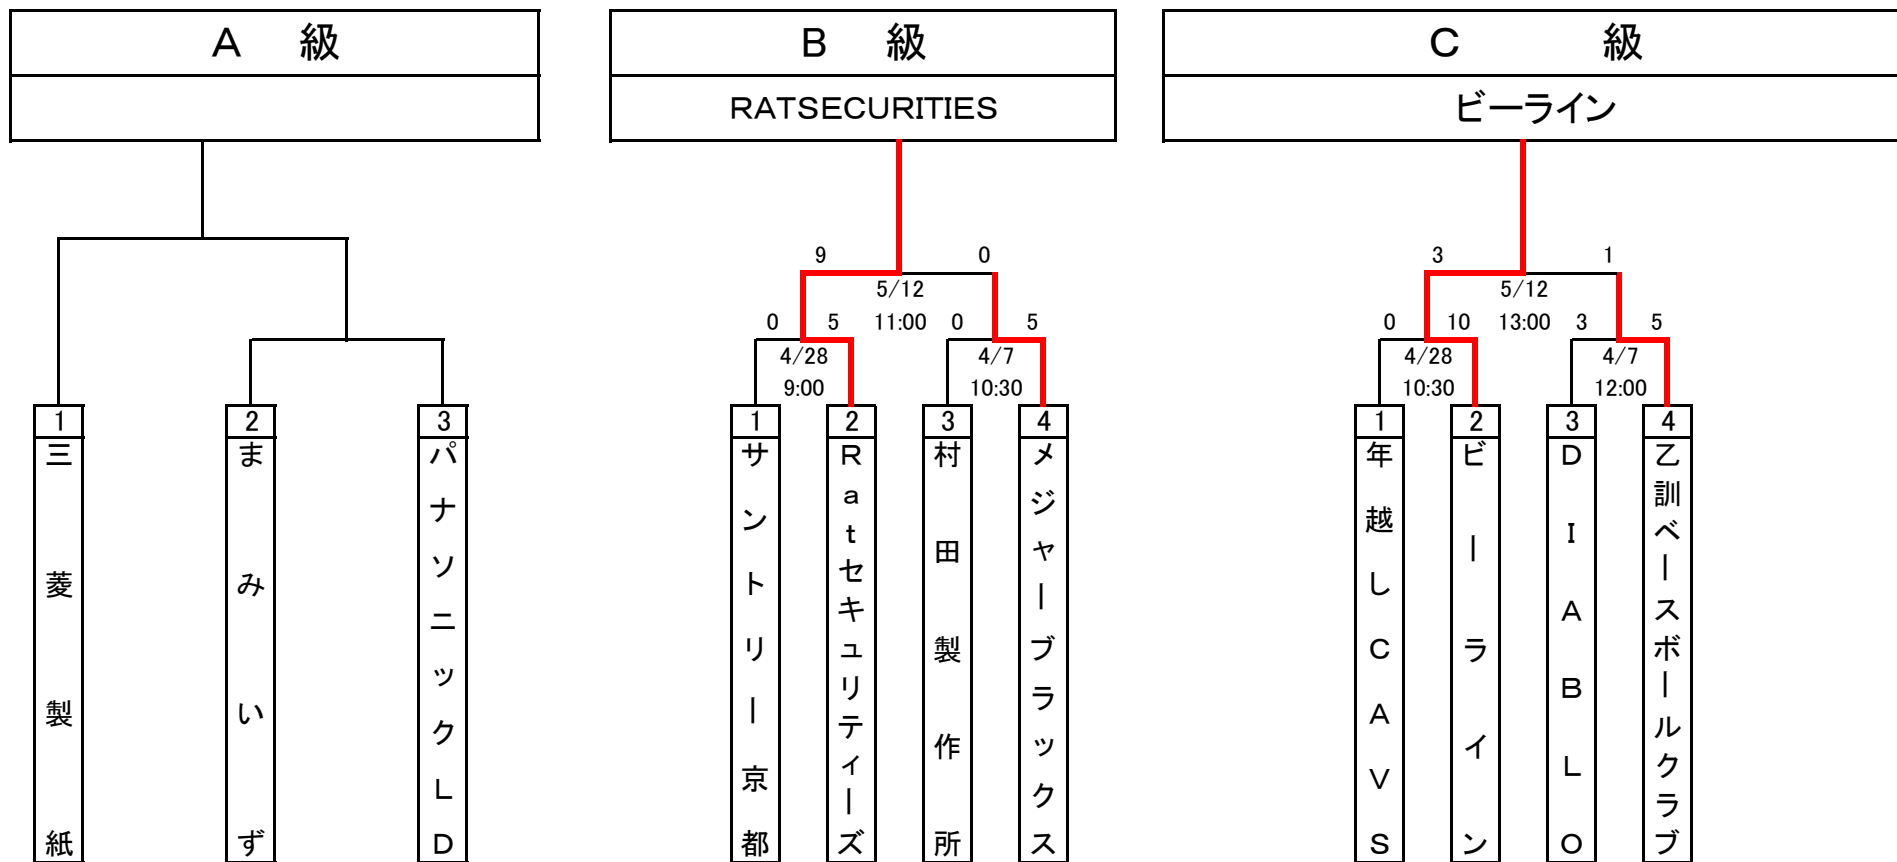 A 級
B 級
RATSECURITIES
C 級
ビーライン
9 0
5/12
11:00
0 5
4/28
9:00
0 5
4/7
10:30
3 1
5/12
13:00
0 10
4/28
10:30
3 5
4/7
12:00
1
三菱製紙
2
まみいず
3
パナソニックLD
1
サントリー京都
2
Ratセキュリティーズ
3
村田製作所
4
メジャーブラックス
1
年越しCAVS
2
ビーライン
3
DIABLO
4
乙訓ベースボールクラブ